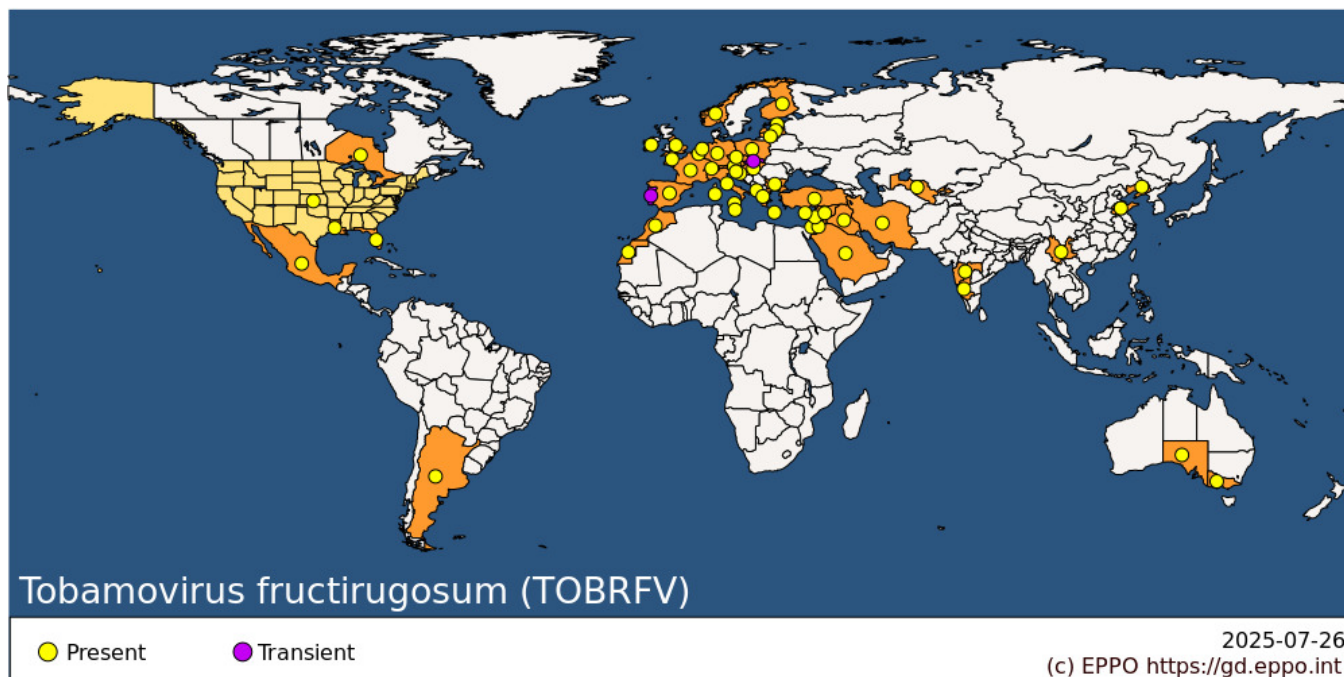 Tobamovirus fructirugosum (TOBRFV)
Present
Transient
2025-07-26
(c) EPPO https://gd.eppo.int